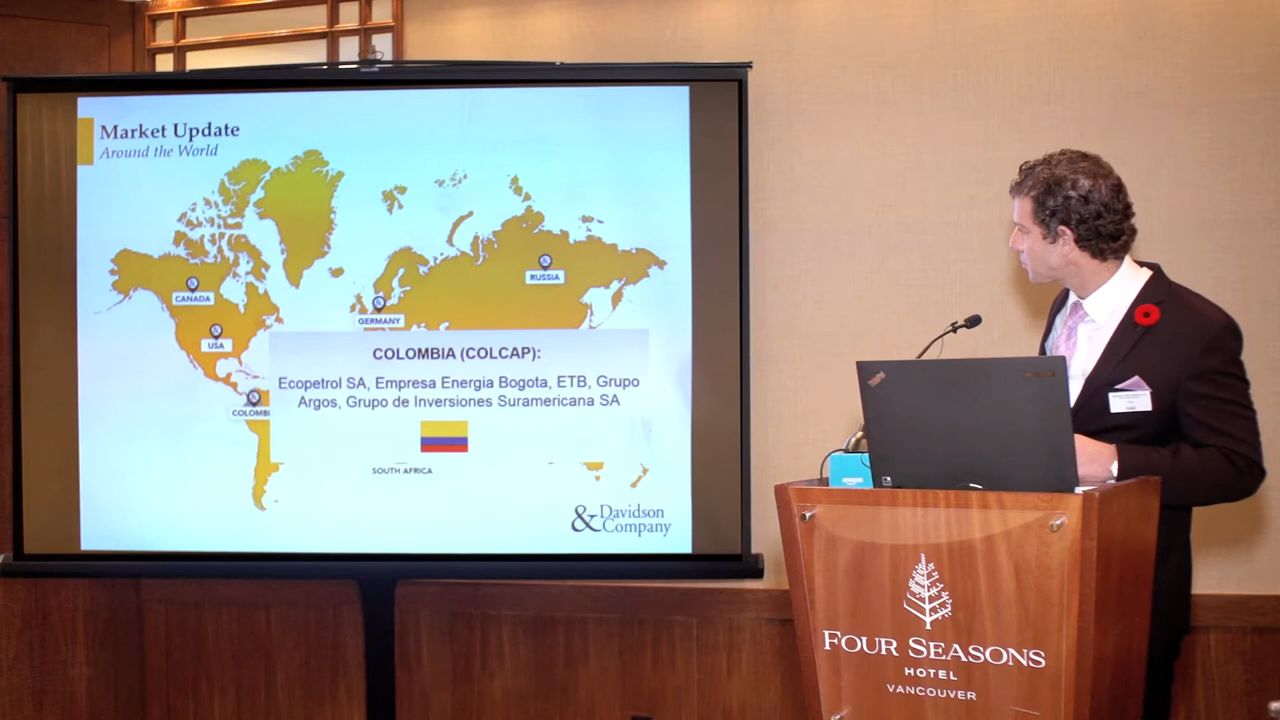 Market Update
Around the World
CANADA
RUSSIA
GERMANY
USA
COLOMBIA (COLCAP):
Ecopetrol SA, Empresa Energia Bogota, ETB, Grupo
Argos, Grupo de Inversiones Suramericana SA
COLOMBI
SOUTH AFRICA
& Davidson
Company
ThinkPad
FOUR SEASONS
HOTEL
VANCOUVER